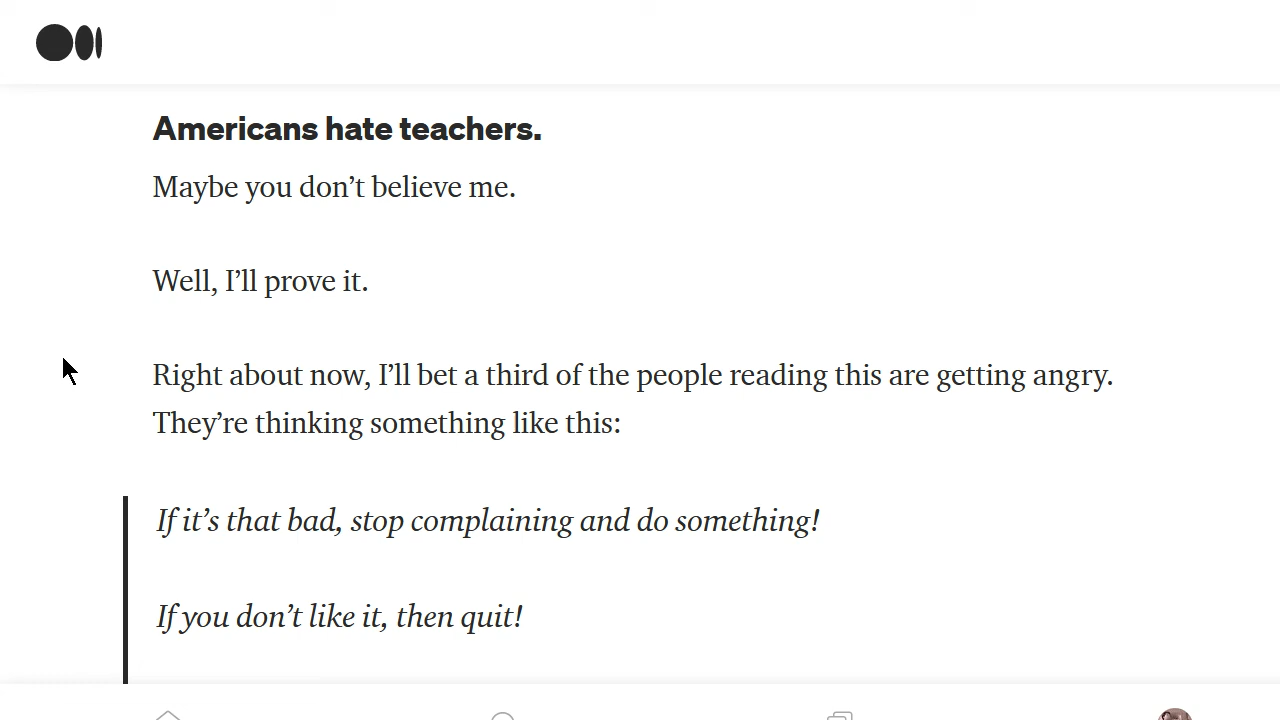 Americans hate teachers.
Maybe you don’t believe me.
Well, I’ll prove it.
Right about now, I’ll bet a third of the people reading this are getting angry.
They’re thinking something like this:
If it’s that bad, stop complaining and do something!
If you don’t like it, then quit!